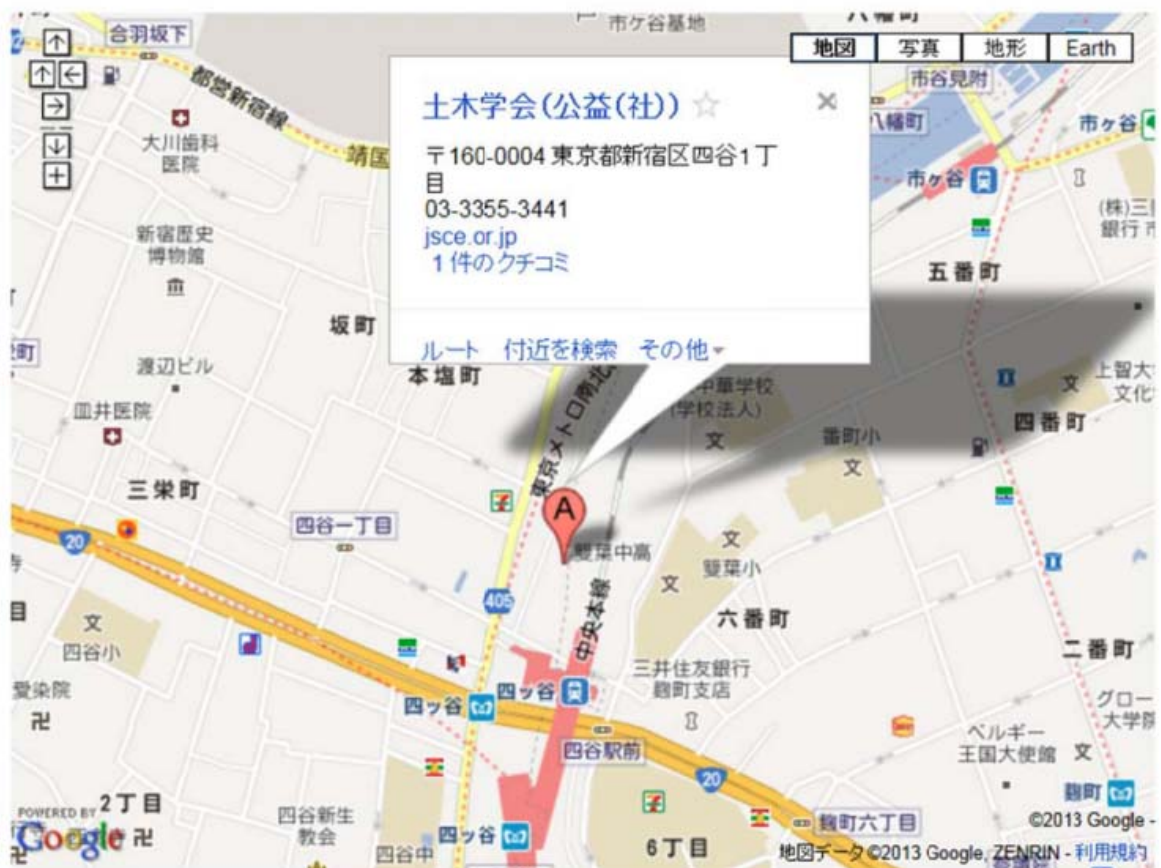 市ケ谷基地
八幡町
合羽坂下
地図 写真 地形 Earth
都営新宿線
市谷見附
土木学会(公益(社)) ☆ ×
八幡町
市ヶ谷
大川歯科
医院
靖国
〒160-0004 東京都新宿区四谷1丁
目
03-3355-3441
jsce.or.jp
1件のクチコミ
市ヶ谷
(株)三
銀行 市
新宿歴史
博物館
五番町
坂町
ルート 付近を検索 その他
本塩町
渡辺ビル
東京メトロ南北
中華学校
(学校法人)
文
上智大
文化
文
皿井医院
四番町
番町小
文
三栄町
A
四谷一丁目
20
雙葉中高
文
雙葉小
文
405
中央本線
六番町
文
四谷小
二番町
三井住友銀行
麹町支店
愛染院
卍
四ッ谷
四ッ谷
グロー
大学院
ベルギー
王国大使館
文
四谷駅前
20
麹町
POWERED BY
Google
2丁目
卍
四谷新生
教会
四谷中
四ッ谷
6丁目
麹町六丁目
©2013 Google -
地図データ ©2013 Google, ZENRIN - 利用規約